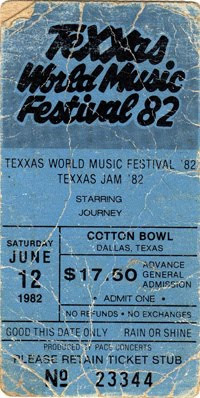 Texxas
World Music
Festival 82
TEXXAS WORLD MUSIC FESTIVAL '82
TEXXAS JAM '82
STARRING
JOURNEY
SATURDAY
JUNE
12
1982
COTTON BOWL
DALLAS, TEXAS
$17.50 ADVANCE GENERAL ADMISSION
• ADMIT ONE •
NO REFUNDS • NO EXCHANGES
GOOD THIS DATE ONLY RAIN OR SHINE
PRODUCED BY PACE CONCERTS
PLEASE RETAIN TICKET STUB
No 23344